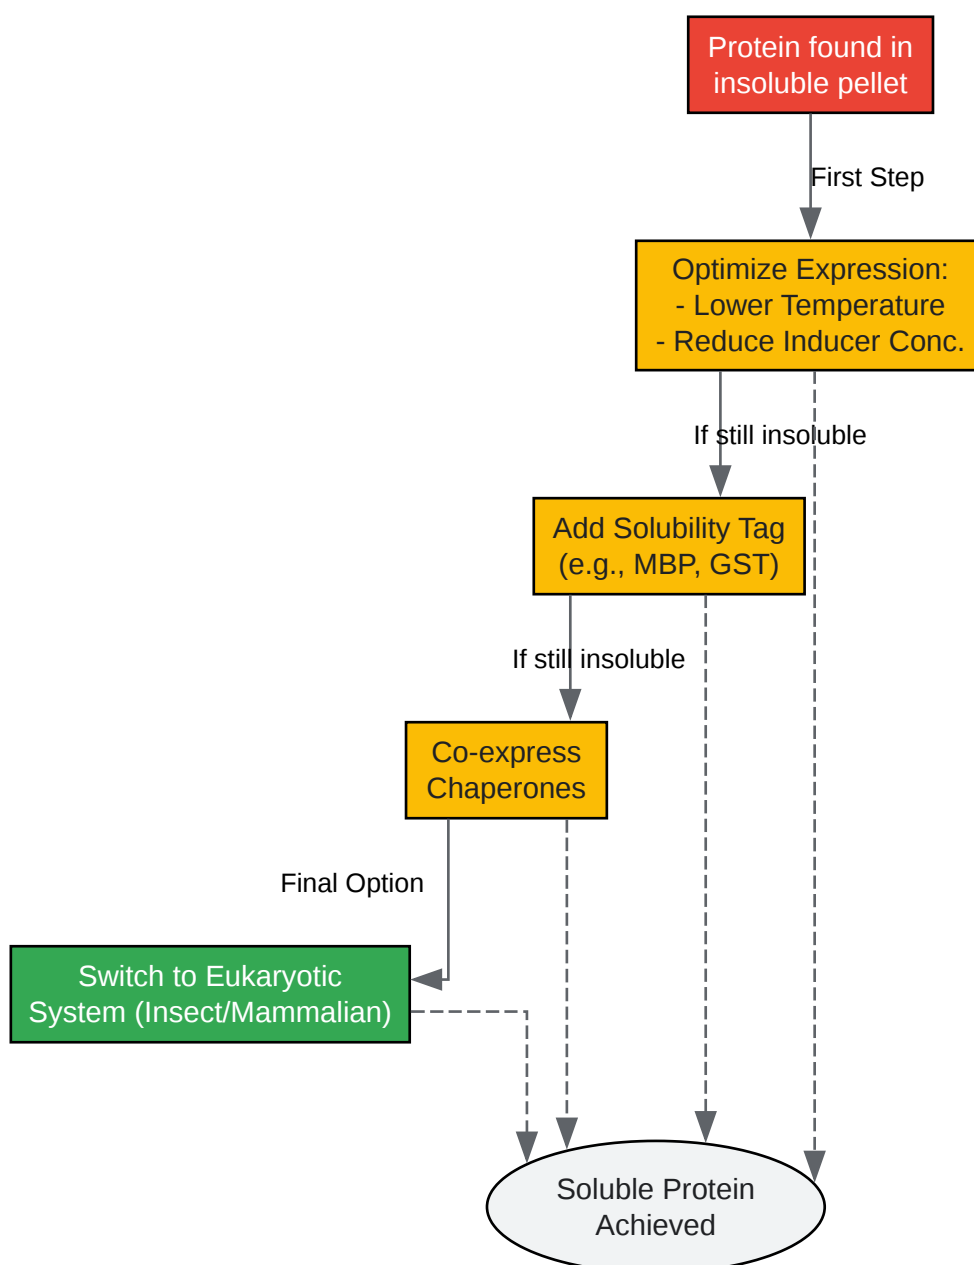 Protein found in
insoluble pellet
First Step
Optimize Expression:
- Lower Temperature
- Reduce Inducer Conc.
If still insoluble
Add Solubility Tag
(e.g., MBP, GST)
If still insoluble
Co-express
Chaperones
Final Option
Switch to Eukaryotic
System (Insect/Mammalian)
Soluble Protein
Achieved